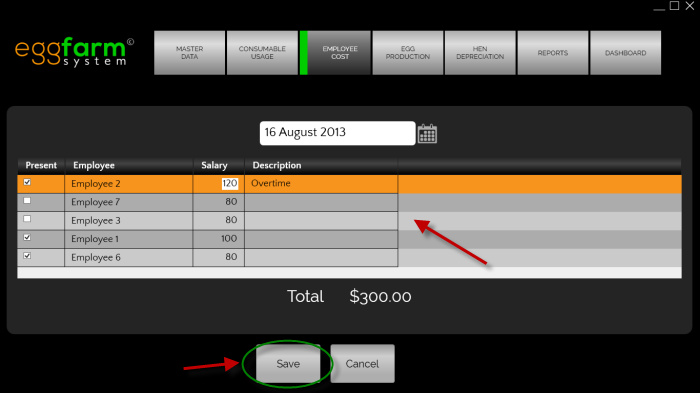 eggfarm©
system
MASTER DATA
CONSUMABLE USAGE
EMPLOYEE COST
EGG PRODUCTION
HEN DEPRECIATION
REPORTS
DASHBOARD
16 August 2013
Present Employee Salary Description
Employee 2 120 Overtime
Employee 7 80
Employee 3 80
Employee 1 100
Employee 6 80
Total $300.00
Save Cancel